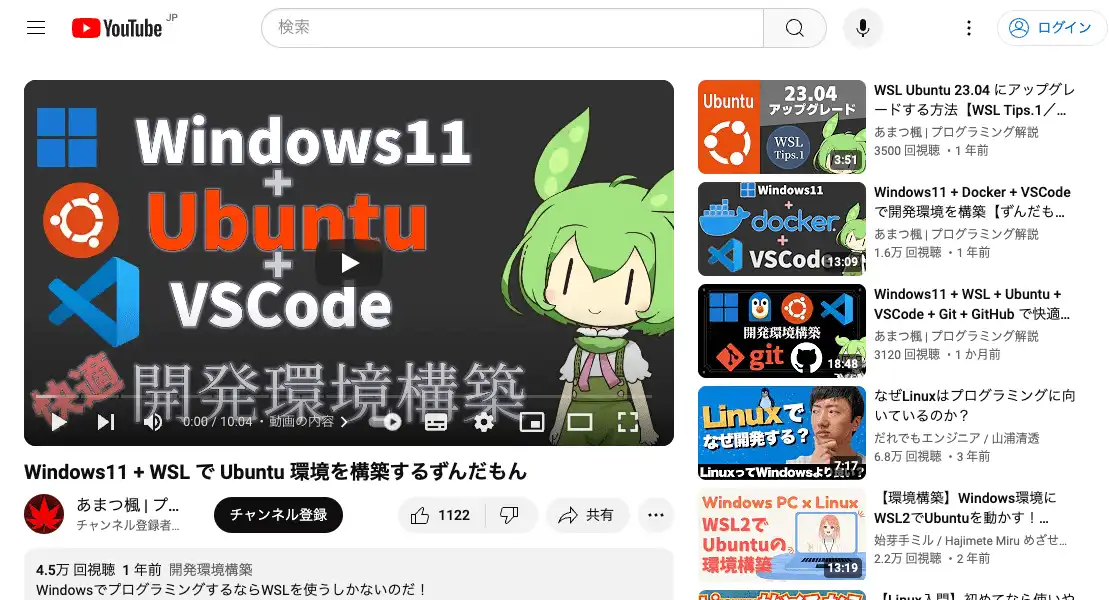 YouTube JP
検索
ログイン
Windows11
+
Ubuntu
+
VSCode
快適
開発環境構築
0:00 / 10:04 ・動画の内容
Windows11 + WSL で Ubuntu 環境を構築するずんだもん
あまつ楓 | プ...
チャンネル登録者...
チャンネル登録
1122
共有
4.5万 回視聴 1 年前 開発環境構築
WindowsでプログラミングするならWSLを使うしかないのだ！
Ubuntu
23.04
アップグレード
WSL
Tips.1
3:51
WSL Ubuntu 23.04 にアップグレ
ードする方法【WSL Tips.1／...
あまつ楓 | プログラミング解説
3500 回視聴 ・1 年前
Windows11
+
docker
+
VSCode
13:09
Windows11 + Docker + VSCode
で開発環境を構築【ずんだも...
あまつ楓 | プログラミング解説
1.6万 回視聴 ・1 年前
開発環境構築
git
18:48
Windows11 + WSL + Ubuntu +
VSCode + Git + GitHub で快適...
あまつ楓 | プログラミング解説
3120 回視聴 ・1 か月前
Linuxで
なぜ開発する？
LinuxってWindowsより
7:17
なぜLinuxはプログラミングに向
いているのか？
だれでもエンジニア / 山浦清透
6.8万 回視聴 ・3 年前
Windows PC x Linux
WSL2で
Ubuntuの
環境構築
13:19
【環境構築】Windows環境に
WSL2でUbuntuを動かす！...
始芽手ミル / Hajimete Miru めざせ...
2.2万 回視聴 ・2 年前
【Linux入門】初めてなら使いや